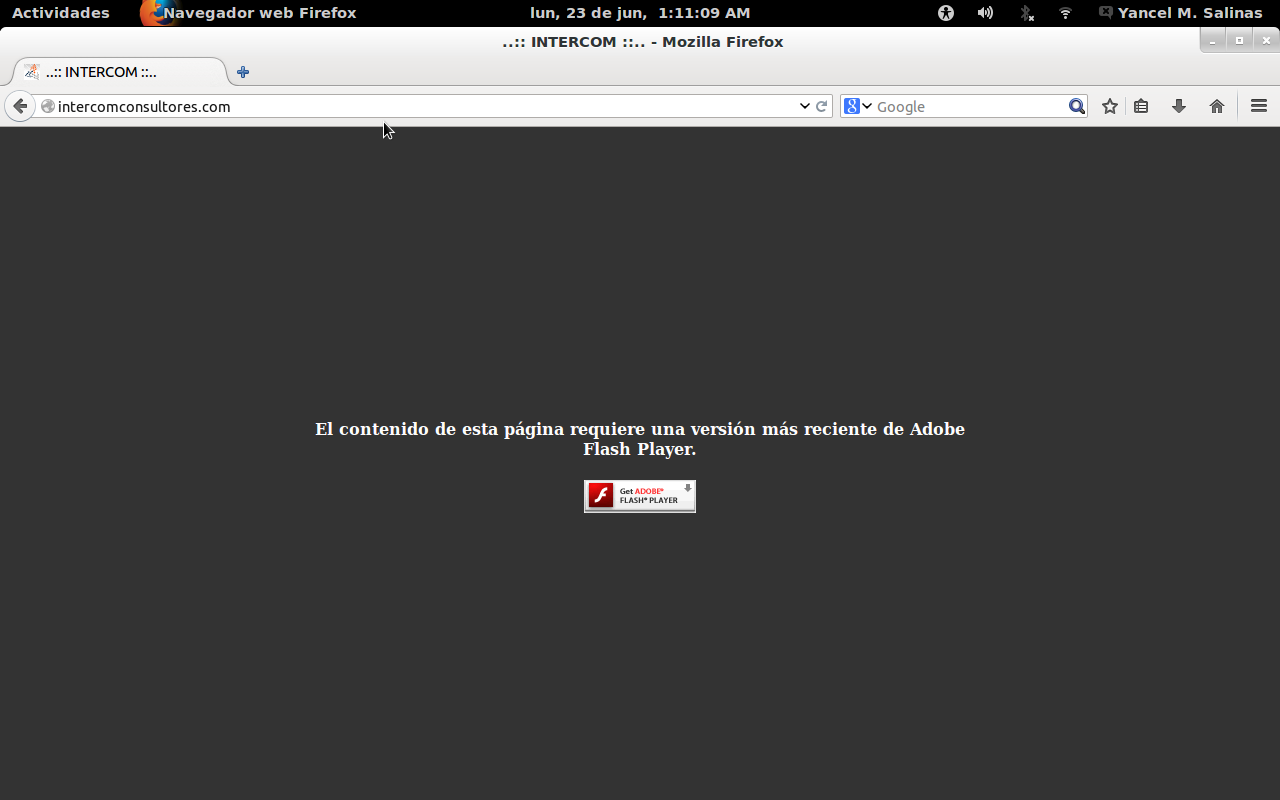 Actividades Navegador web Firefox lun, 23 de jun, 1:11:09 AM Yancel M. Salinas
..:: INTERCOM ::.. - Mozilla Firefox
..:: INTERCOM ::..
intercomconsultores.com
8 Google
El contenido de esta página requiere una versión más reciente de Adobe
Flash Player.
Get ADOBE®
FLASH® PLAYER